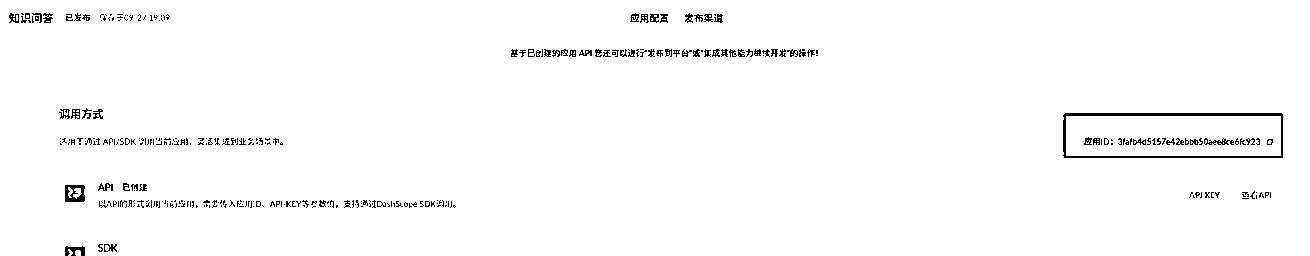 知识问答 已发布 保存于09-27 19:09 应用配置 发布渠道
基于已创建的应用 API 您还可以进行"发布到平台"或"集成其他能力继续开发"的操作！
调用方式
适用于通过 API/SDK 调用当前应用，灵活集成到业务场景中。
应用ID：3fafb4d5157e42ebbb50aee8ce6fc923
API 已创建
以API的形式调用当前应用，需要传入应用ID、API-KEY等参数值，支持通过DashScope SDK调用。
API KEY 查看API
SDK